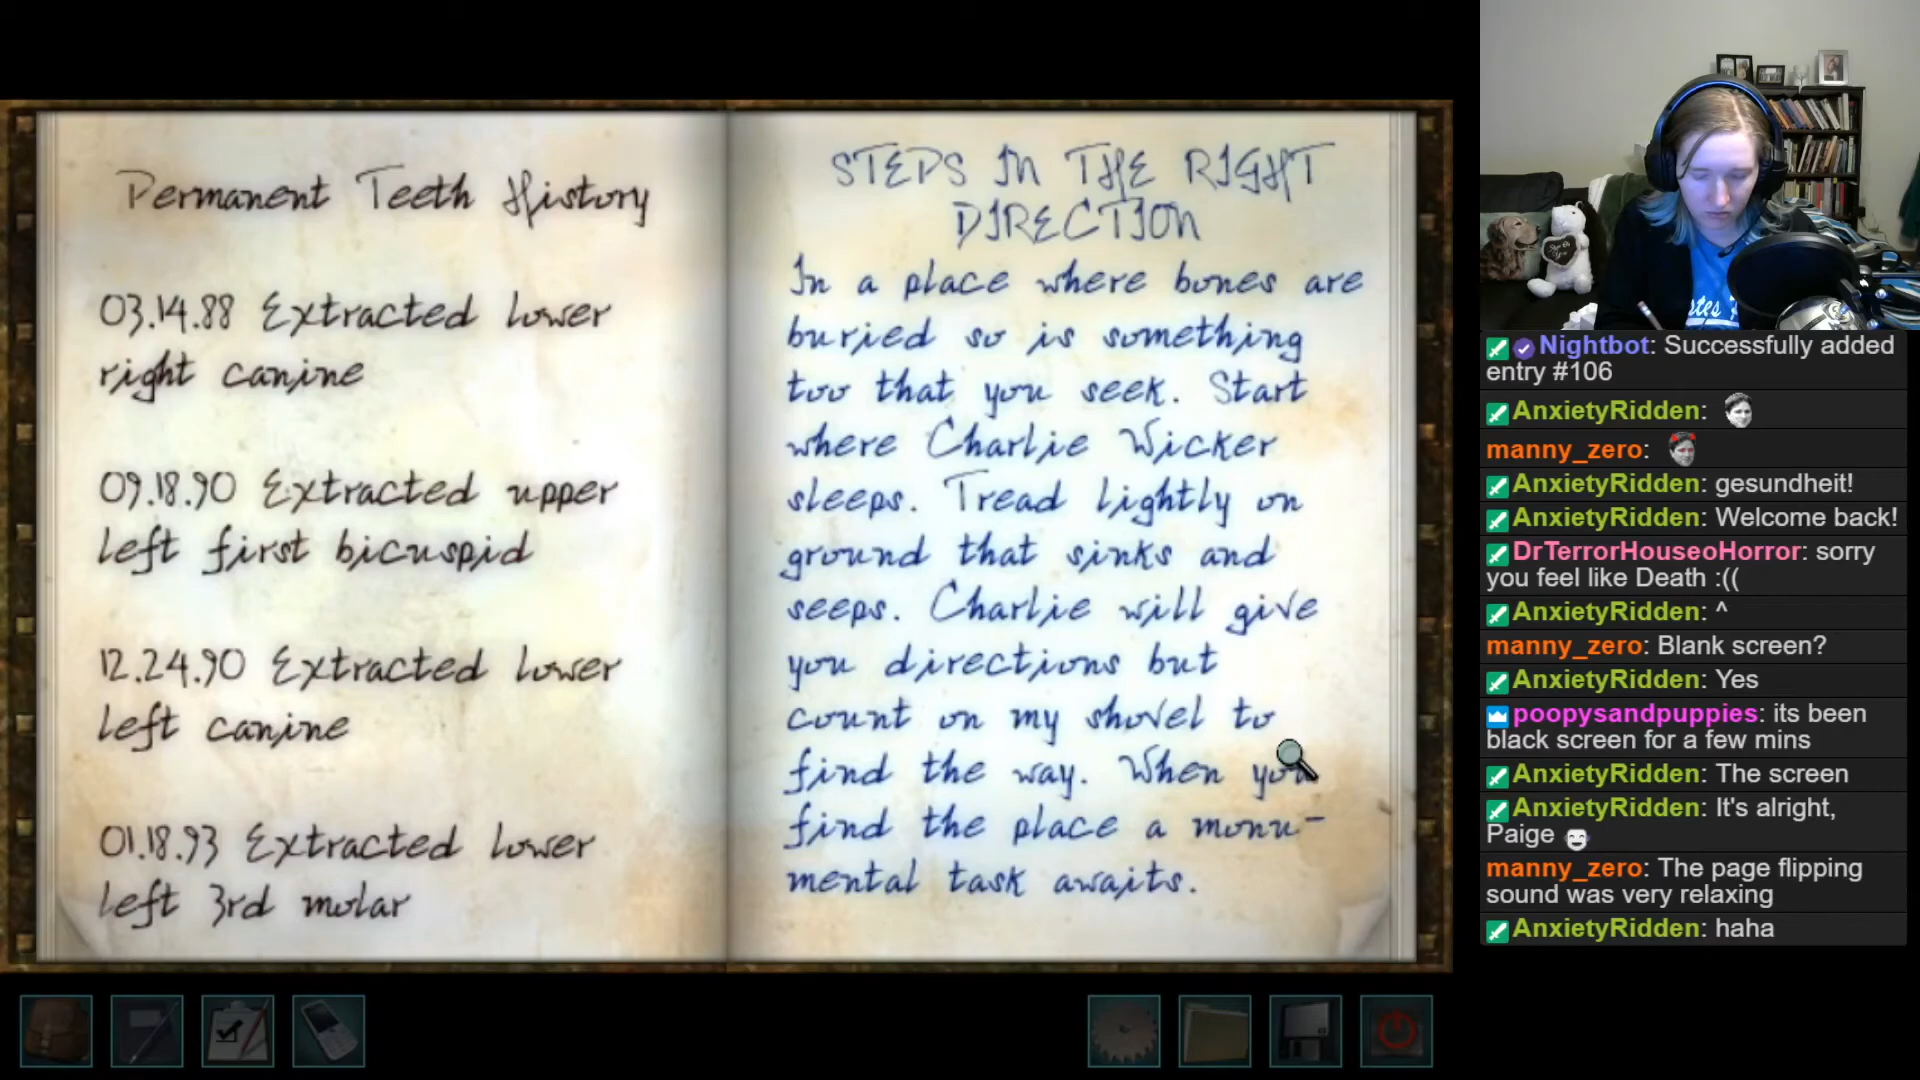 Permanent Teeth History
03.14.88 Extracted lower
right canine
09.18.90 Extracted upper
left first bicuspid
12.24.90 Extracted lower
left canine
01.18.93 Extracted lower
left 3rd molar
STEPS IN THE RIGHT
DIRECTION
In a place where bones are
buried so is something
too that you seek. Start
where Charlie Wicker
sleeps. Tread lightly on
ground that sinks and
seeps. Charlie will give
you directions but
count on my shovel to
find the way. When you
find the place a monu-
mental task awaits.
Nightbot: Successfully added
entry #106
AnxietyRidden:
manny_zero:
AnxietyRidden: gesundheit!
AnxietyRidden: Welcome back!
DrTerrorHouseoHorror: sorry
you feel like Death :((
AnxietyRidden: ^
manny_zero: Blank screen?
AnxietyRidden: Yes
poopysandpuppies: its been
black screen for a few mins
AnxietyRidden: The screen
AnxietyRidden: It's alright,
Paige
manny_zero: The page flipping
sound was very relaxing
AnxietyRidden: haha